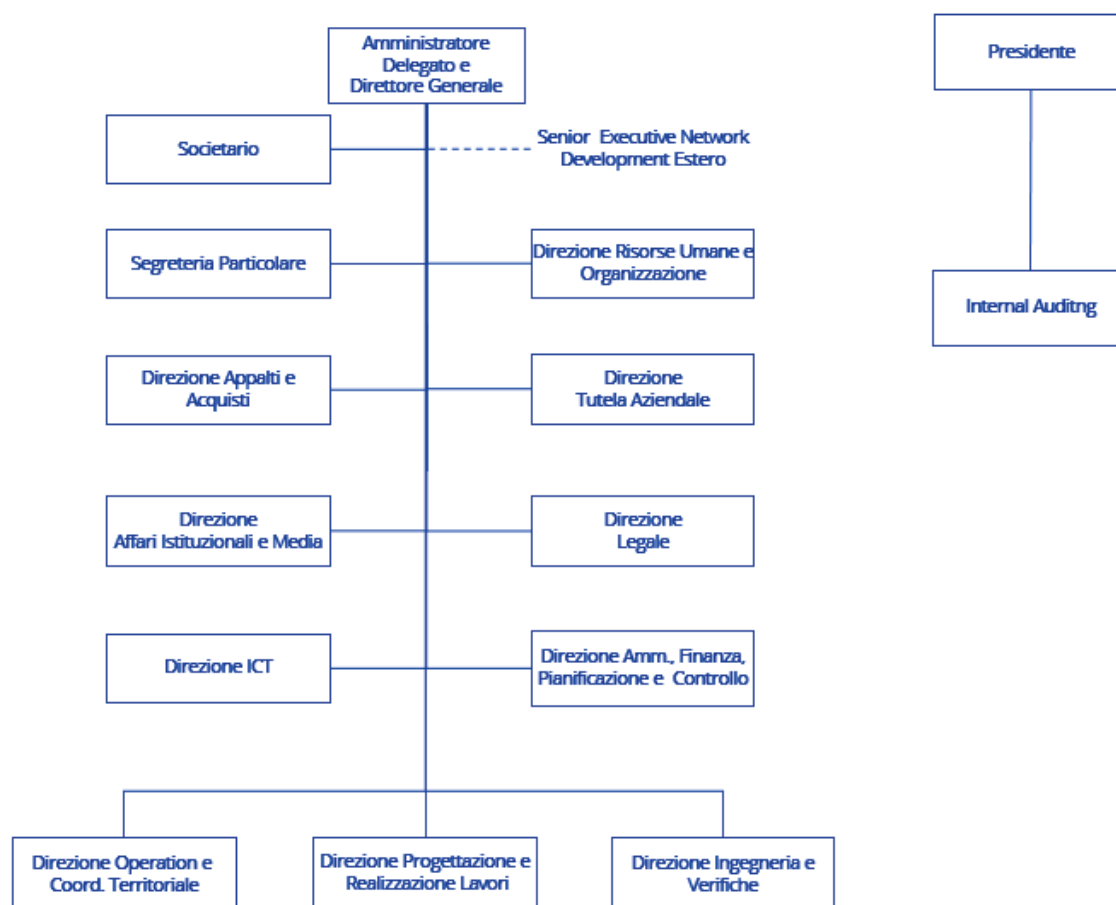 Amministratore
Delegato e
Direttore Generale
Presidente
Societario
Senior Executive Network
Development Estero
Segreteria Particolare
Direzione Risorse Umane e
Organizzazione
Internal Auditng
Direzione Appalti e
Acquisti
Direzione
Tutela Aziendale
Direzione
Affari Istituzionali e Media
Direzione
Legale
Direzione ICT
Direzione Amm., Finanza,
Pianificazione e Controllo
Direzione Operation e
Coord. Territoriale
Direzione Progettazione e
Realizzazione Lavori
Direzione Ingegneria e
Verifiche